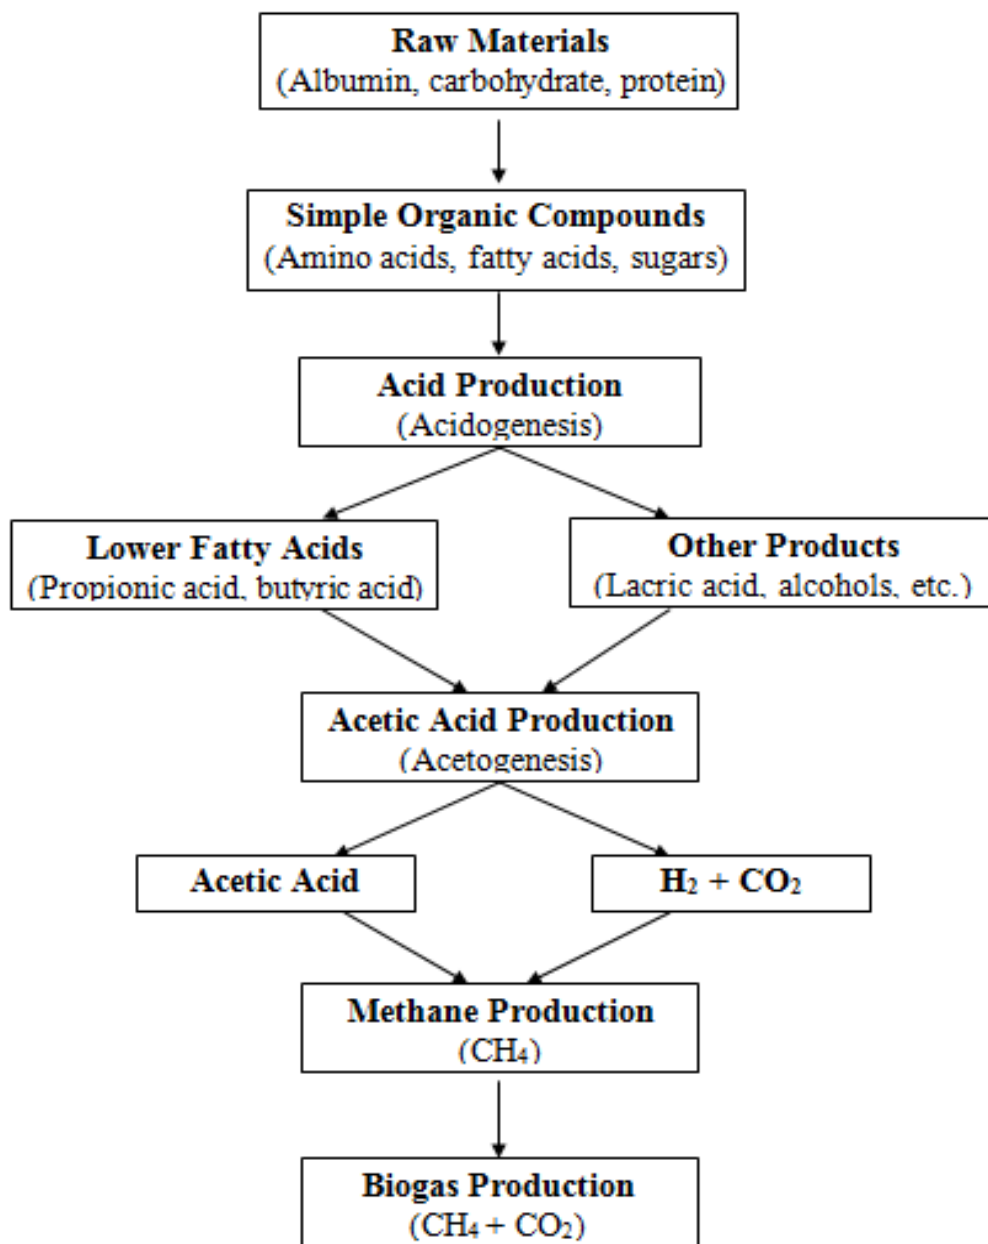 Raw Materials
(Albumin, carbohydrate, protein)
Simple Organic Compounds
(Amino acids, fatty acids, sugars)
Acid Production
(Acidogenesis)
Lower Fatty Acids
(Propionic acid, butyric acid)
Other Products
(Lacric acid, alcohols, etc.)
Acetic Acid Production
(Acetogenesis)
Acetic Acid
H₂ + CO₂
Methane Production
(CH₄)
Biogas Production
(CH₄ + CO₂)